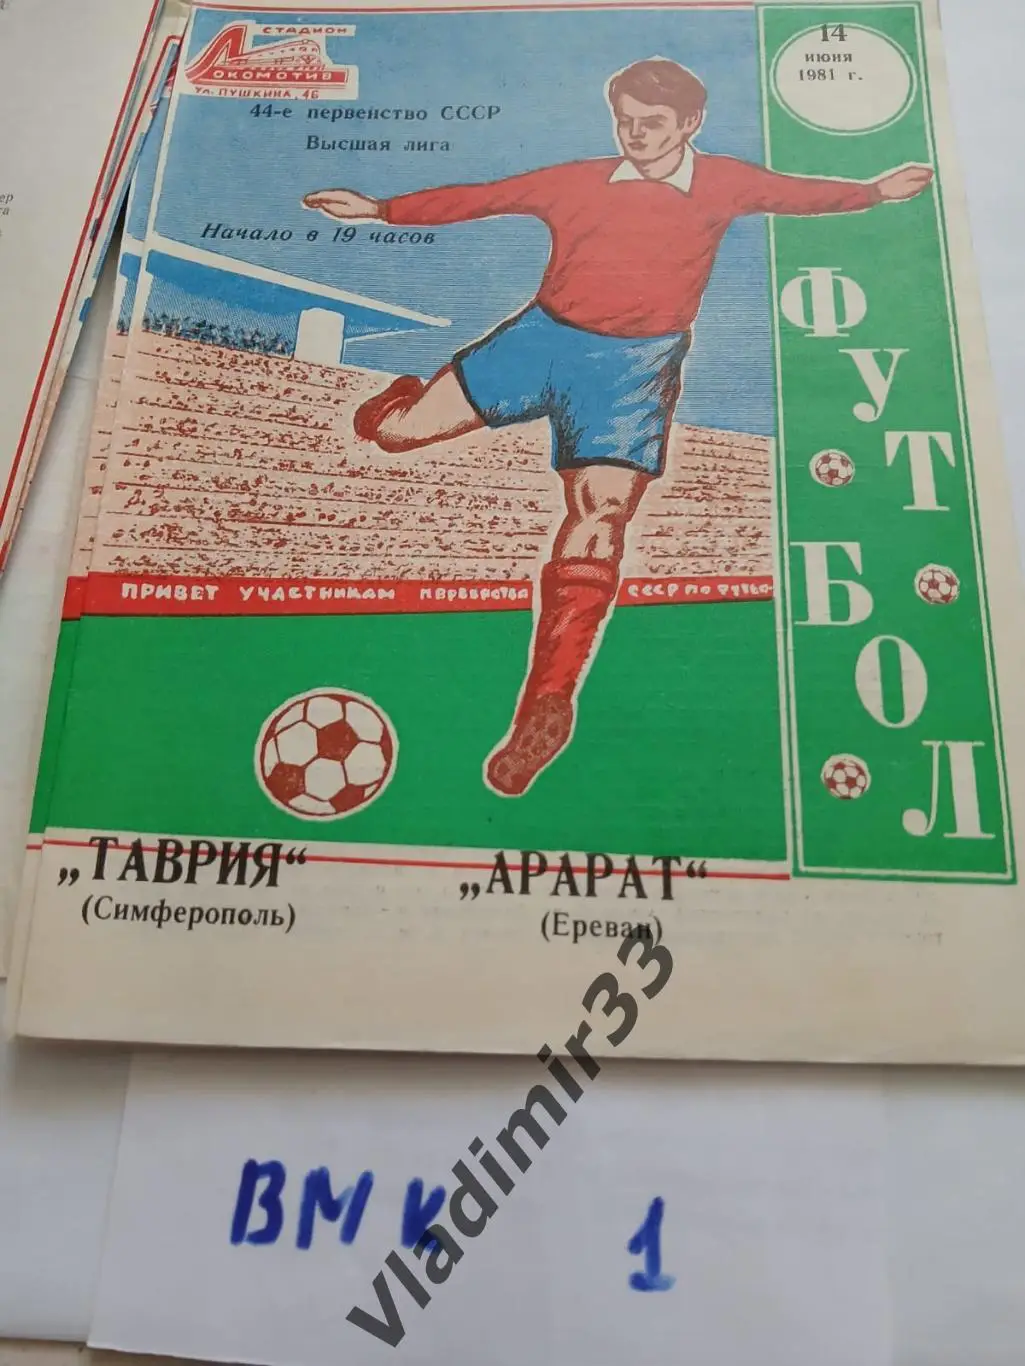 СТАДИОН
ЛОКОМОТИВ
УЛ. ПУШКИНА, 46
44-е первенство СССР
Высшая лига
Начало в 19 часов
14
июня
1981 г.
ФУТБОЛ
ПРИВЕТ УЧАСТНИКАМ ПЕРВЕНСТВА СССР ПО ФУТБО-
„ТАВРИЯ“
(Симферополь)
„АРАРАТ“
(Ереван)
ВМК 1
Vladimir33